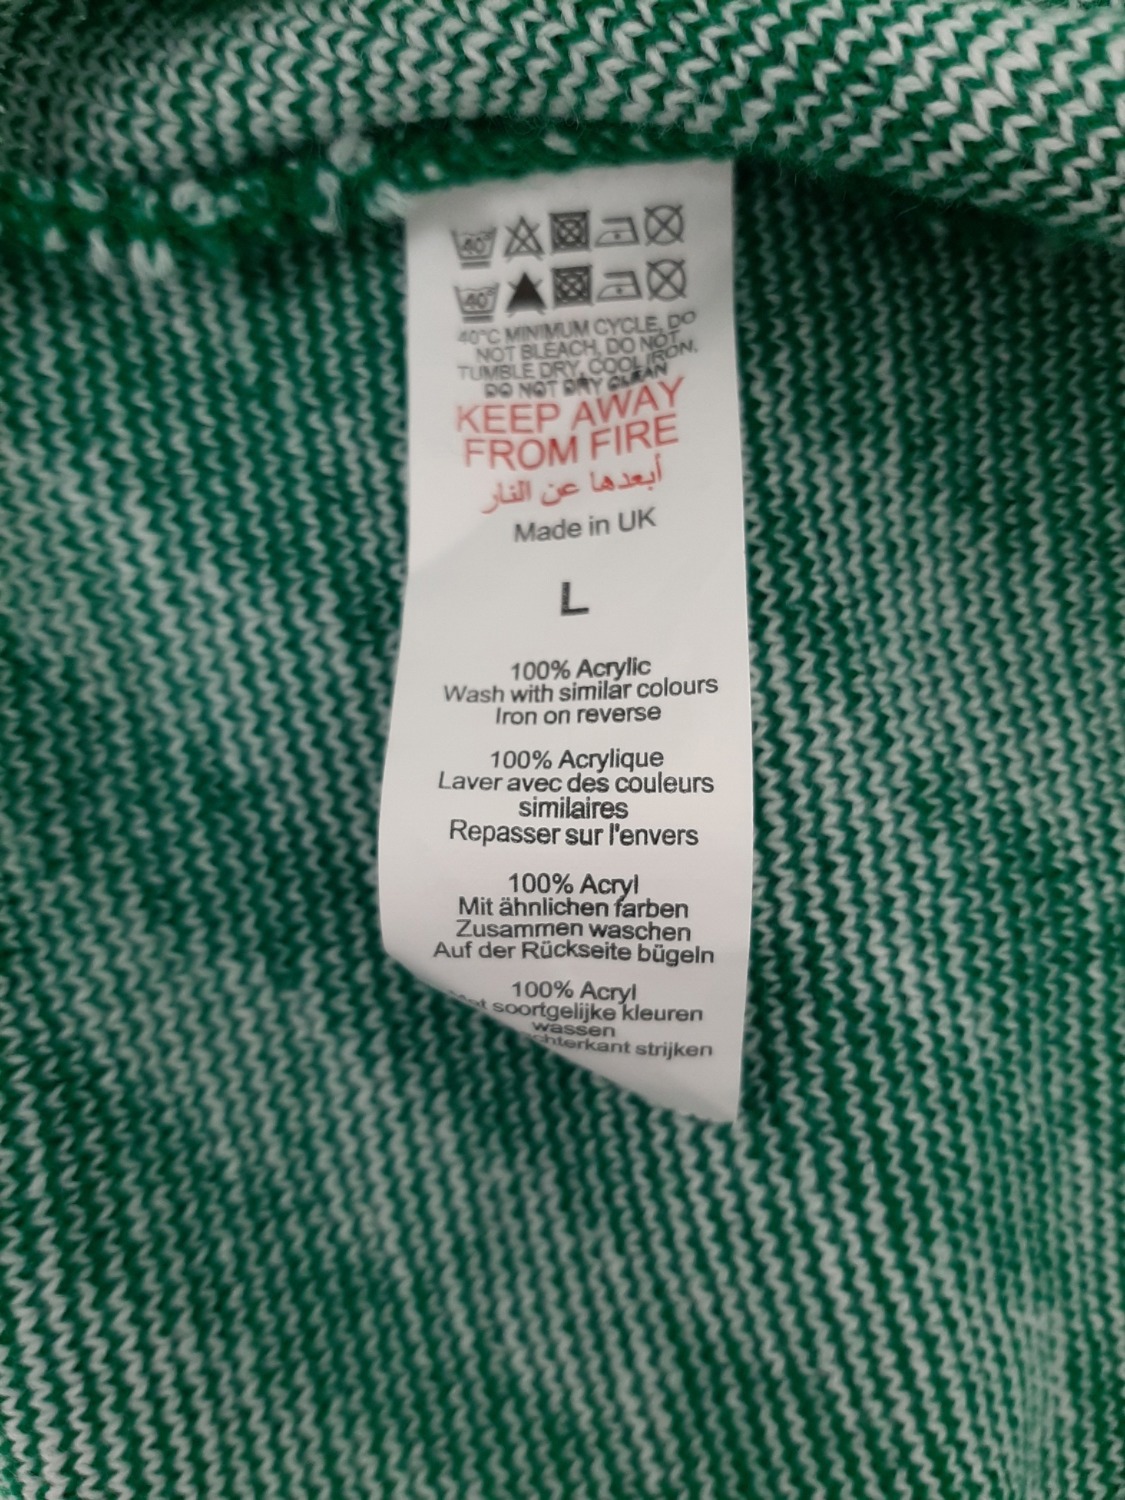 40
40
40°C MINIMUM CYCLE, DO
NOT BLEACH, DO NOT
TUMBLE DRY, COOL IRON.
DO NOT DRY CLEAN
KEEP AWAY
FROM FIRE
أبعدها عن النار
Made in UK
L
100% Acrylic
Wash with similar colours
Iron on reverse
100% Acrylique
Laver avec des couleurs
similaires
Repasser sur l'envers
100% Acryl
Mit ähnlichen farben
Zusammen waschen
Auf der Rückseite bügeln
100% Acryl
soortgelijke kleuren
wassen
strijken